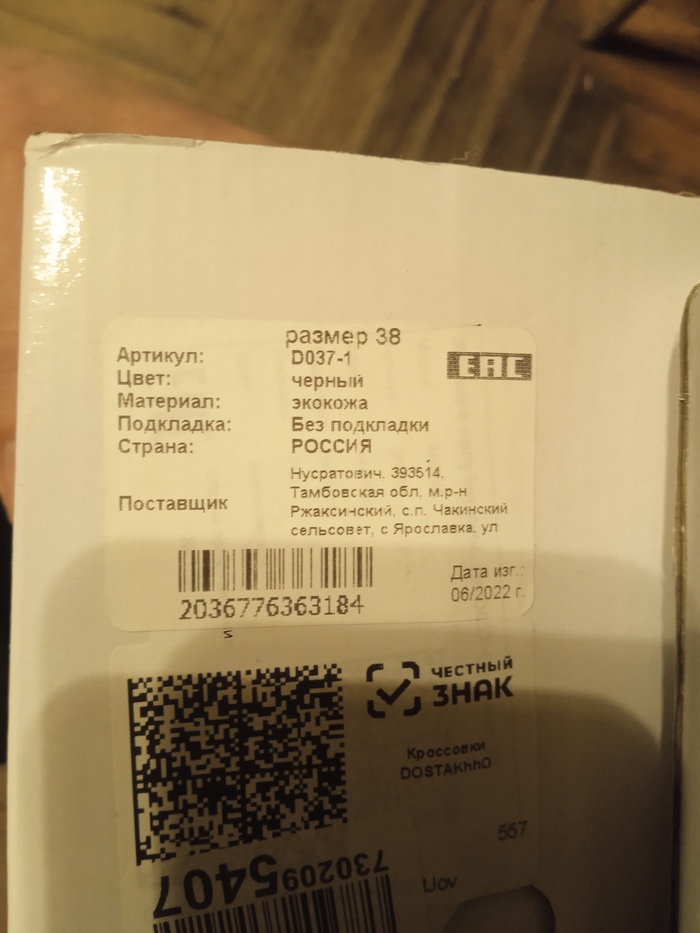 размер 38
Артикул: D037-1
Цвет: черный
Материал: экокожа
Подкладка: Без подкладки
Страна: РОССИЯ
EAC
Поставщик
Нусратович, 393514,
Тамбовская обл, м.р-н
Ржаксинский, с.п. Чакинский
сельсовет, с Ярославка, ул
2036776363184
Дата изг.:
06/2022 г.
s
ЧЕСТНЫЙ
ЗНАК
Кроссовки
DOSTAKhhO
557
7302095407